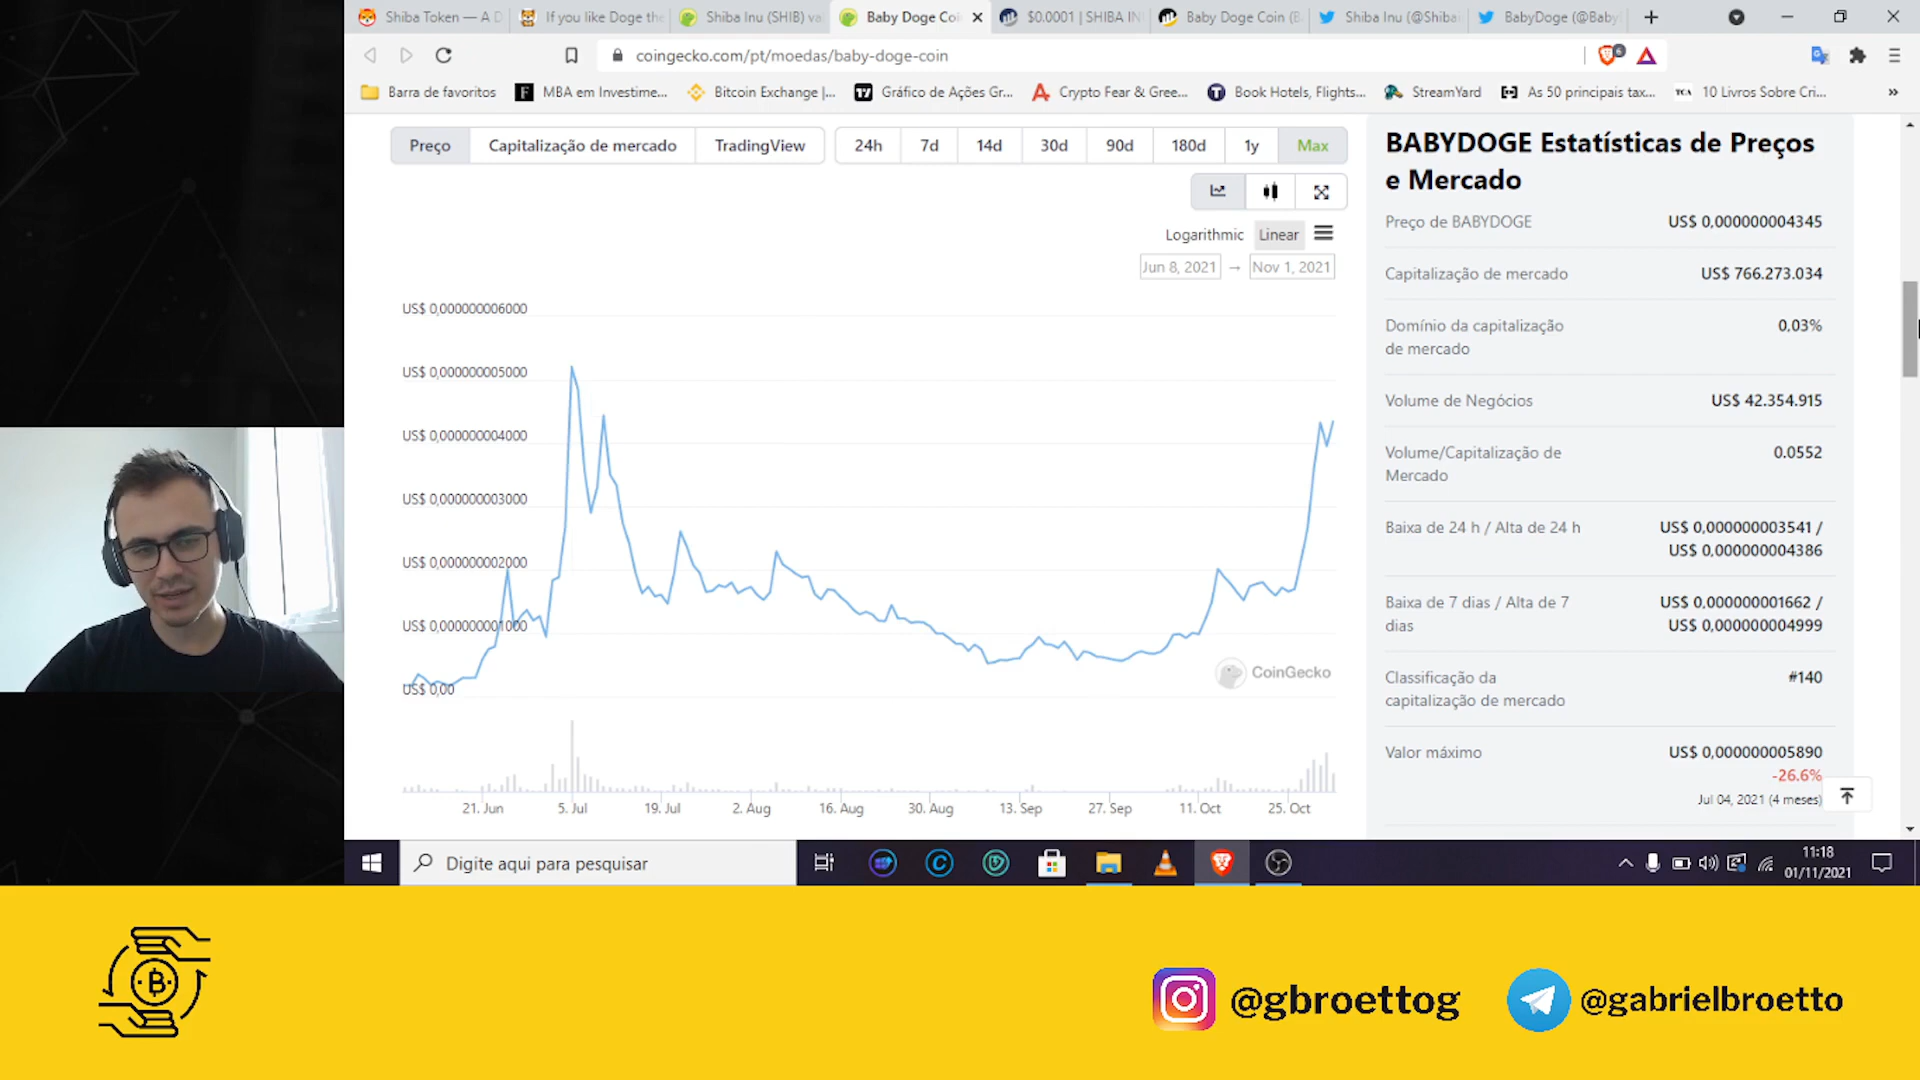 Shiba Token — A D
If you like Doge the
Shiba Inu (SHIB) va
Baby Doge Coi
$0.0001 | SHIBA IN
Baby Doge Coin (B
Shiba Inu (@Shiba
BabyDoge (@Baby
coingecko.com/pt/moedas/baby-doge-coin
6
Barra de favoritos
MBA em Investime...
Bitcoin Exchange |...
Gráfico de Ações Gr...
Crypto Fear & Gree...
Book Hotels, Flights...
StreamYard
As 50 principais tax...
TCA
10 Livros Sobre Cri...
Preço
Capitalização de mercado
TradingView
24h
7d
14d
30d
90d
180d
1y
Max
Logarithmic
Linear
Jun 8, 2021 → Nov 1, 2021
US$ 0,000000006000
US$ 0,000000005000
US$ 0,000000004000
US$ 0,000000003000
US$ 0,000000002000
US$ 0,000000001000
US$ 0,00
CoinGecko
21. Jun
5. Jul
19. Jul
2. Aug
16. Aug
30. Aug
13. Sep
27. Sep
11. Oct
25. Oct
BABYDOGE Estatísticas de Preços
e Mercado
Preço de BABYDOGE
US$ 0,000000004345
Capitalização de mercado
US$ 766.273.034
Domínio da capitalização
de mercado
0,03%
Volume de Negócios
US$ 42.354.915
Volume/Capitalização de
Mercado
0.0552
Baixa de 24 h / Alta de 24 h
US$ 0,000000003541 /
US$ 0,000000004386
Baixa de 7 dias / Alta de 7
dias
US$ 0,000000001662 /
US$ 0,000000004999
Classificação da
capitalização de mercado
#140
Valor máximo
US$ 0,000000005890
-26.6%
Jul 04, 2021 (4 meses)
Digite aqui para pesquisar
11:18
01/11/2021
@gbroettog
@gabrielbroetto